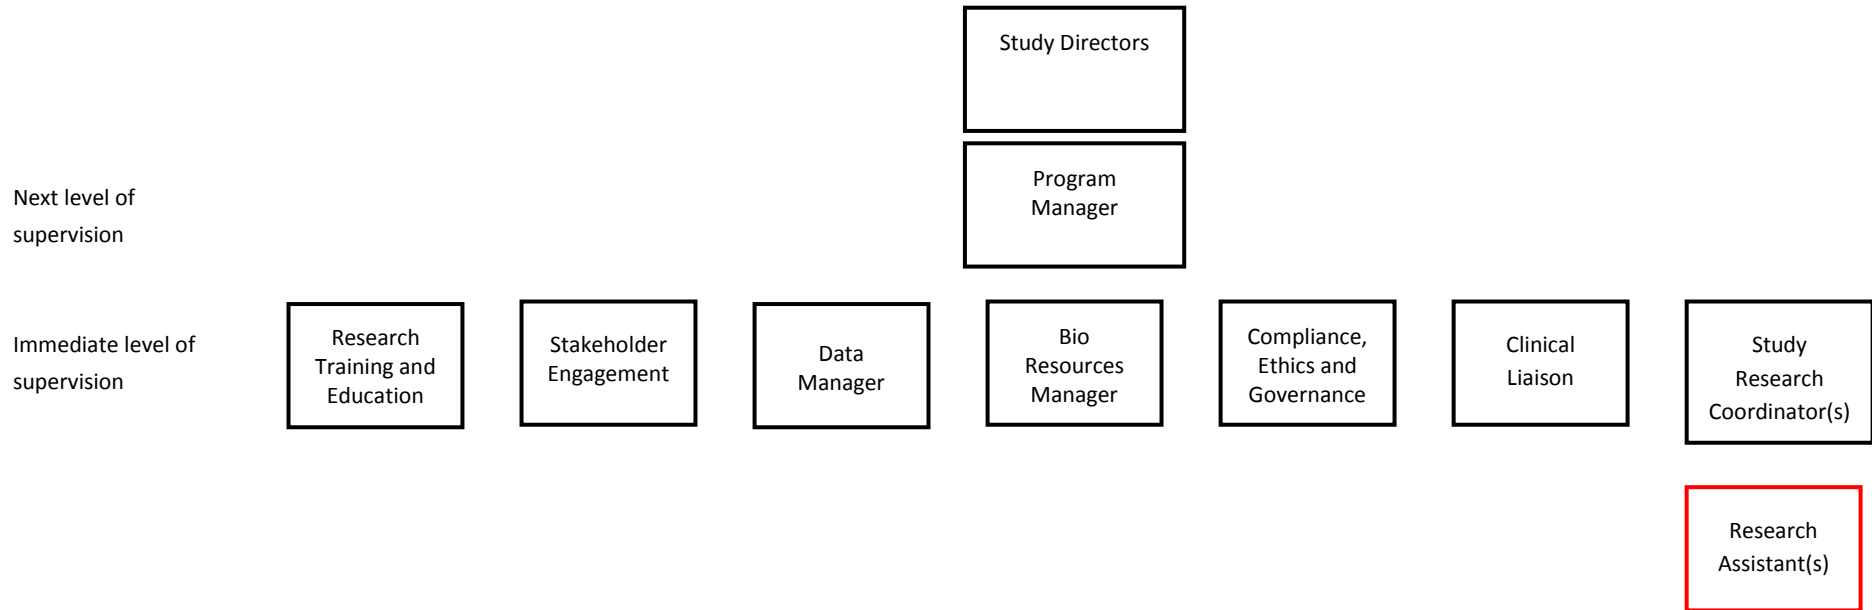 Study Directors
Program
Manager
Next level of
supervision
Immediate level of
supervision
Research
Training and
Education
Stakeholder
Engagement
Data
Manager
Bio
Resources
Manager
Compliance,
Ethics and
Governance
Clinical
Liaison
Study
Research
Coordinator(s)
Research
Assistant(s)